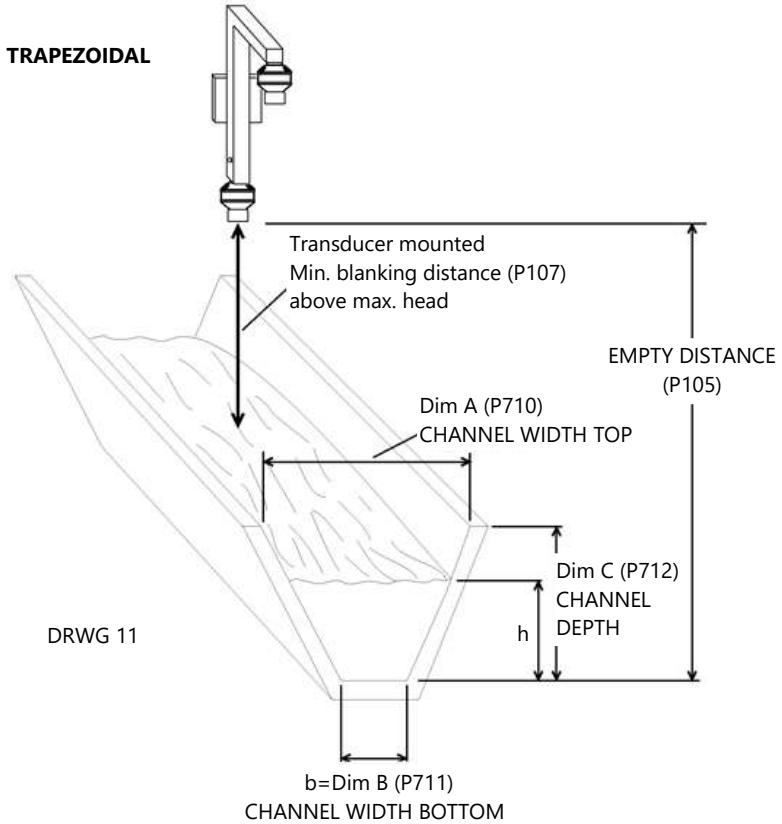 TRAPEZOIDAL
Transducer mounted
Min. blanking distance (P107)
above max. head
EMPTY DISTANCE
(P105)
Dim A (P710)
CHANNEL WIDTH TOP
Dim C (P712)
CHANNEL
DEPTH
h
DRWG 11
b=Dim B (P711)
CHANNEL WIDTH BOTTOM